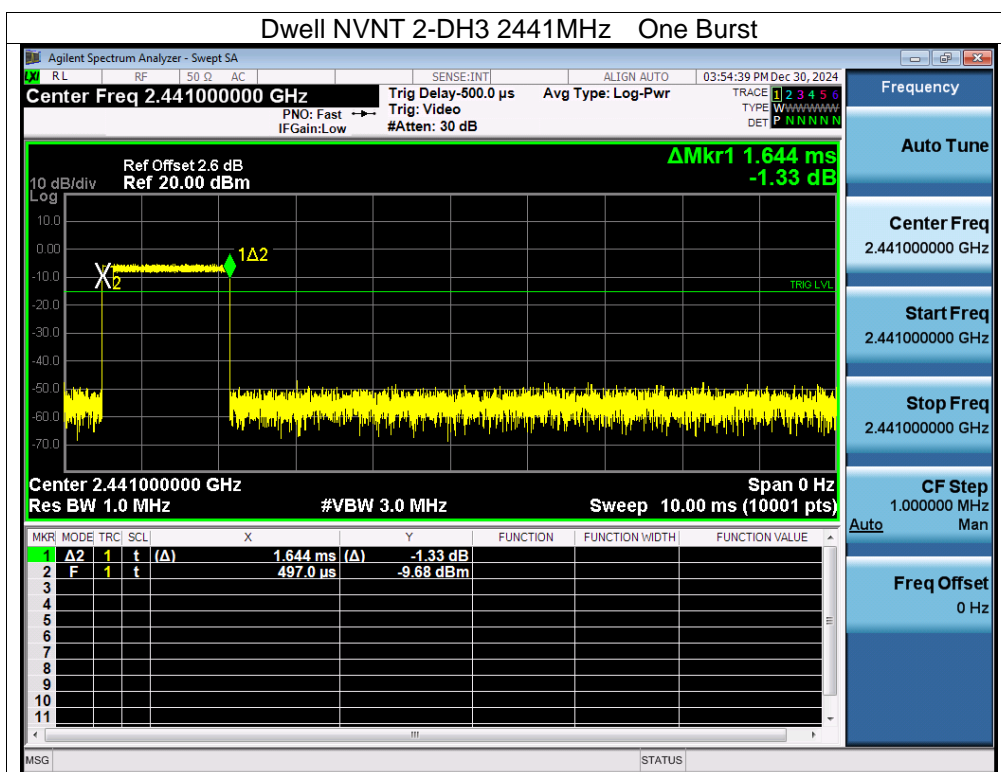 Dwell NVNT 2-DH3 2441MHz One Burst
Agilent Spectrum Analyzer - Swept SA
LXI RL RF 50 Ω AC SENSE:INT ALIGN AUTO 03:54:39 PM Dec 30, 2024
Center Freq 2.441000000 GHz
PNO: Fast
IFGain:Low
Trig Delay-500.0 µs
Trig: Video
#Atten: 30 dB
Avg Type: Log-Pwr
TRACE 1 2 3 4 5 6
TYPE WWWWWW
DET P N N N N N
Ref Offset 2.6 dB
Ref 20.00 dBm
10 dB/div
Log
ΔMkr1 1.644 ms
-1.33 dB
10.0
0.00
-10.0
-20.0
-30.0
-40.0
-50.0
-60.0
-70.0
1Δ2
2
TRIG LVL
Center 2.441000000 GHz Span 0 Hz
Res BW 1.0 MHz #VBW 3.0 MHz Sweep 10.00 ms (10001 pts)
MKR MODE TRC SCL X Y FUNCTION FUNCTION WIDTH FUNCTION VALUE
1 Δ2 1 t (Δ) 1.644 ms (Δ) -1.33 dB
2 F 1 t 497.0 µs -9.68 dBm
3
4
5
6
7
8
9
10
11
MSG STATUS
Frequency
Auto Tune
Center Freq
2.441000000 GHz
Start Freq
2.441000000 GHz
Stop Freq
2.441000000 GHz
CF Step
1.000000 MHz
Auto Man
Freq Offset
0 Hz